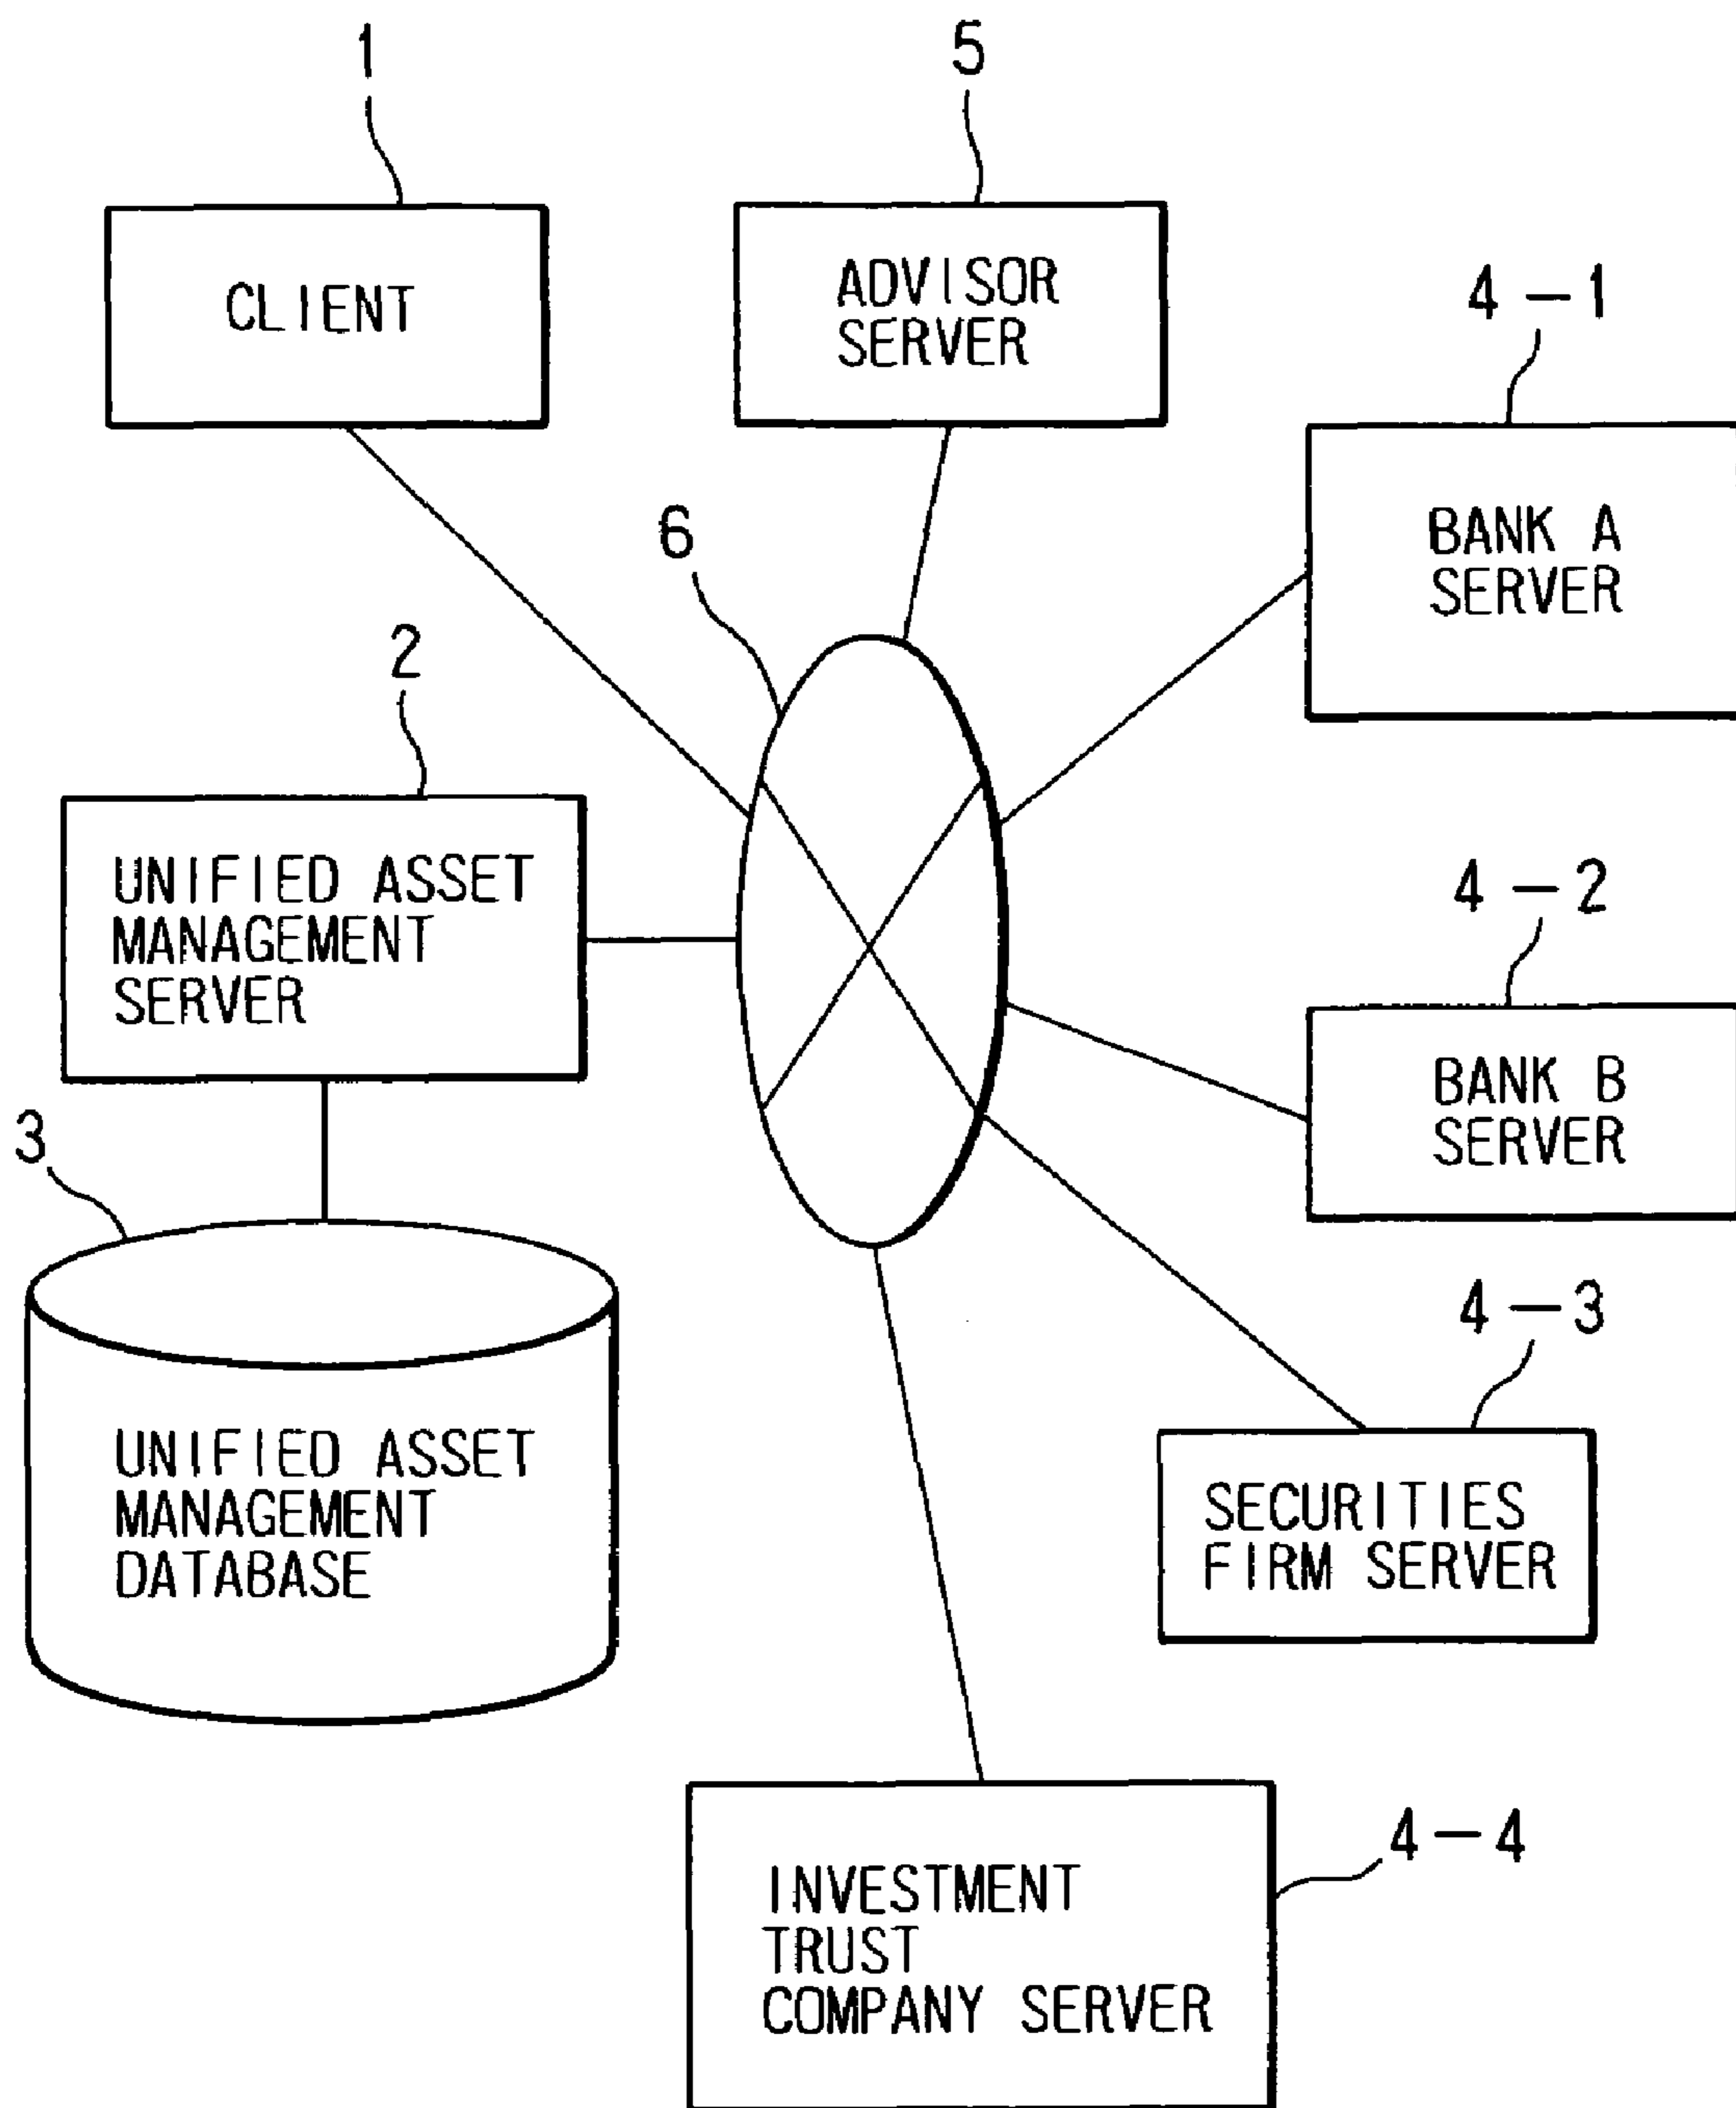 1
5
CLIENT
ADVISOR
SERVER
4-1
6
BANK A
SERVER
2
UNIFIED ASSET
MANAGEMENT
SERVER
4-2
BANK B
SERVER
3
4-3
UNIFIED ASSET
MANAGEMENT
DATABASE
SECURITIES
FIRM SERVER
4-4
INVESTMENT
TRUST
COMPANY SERVER